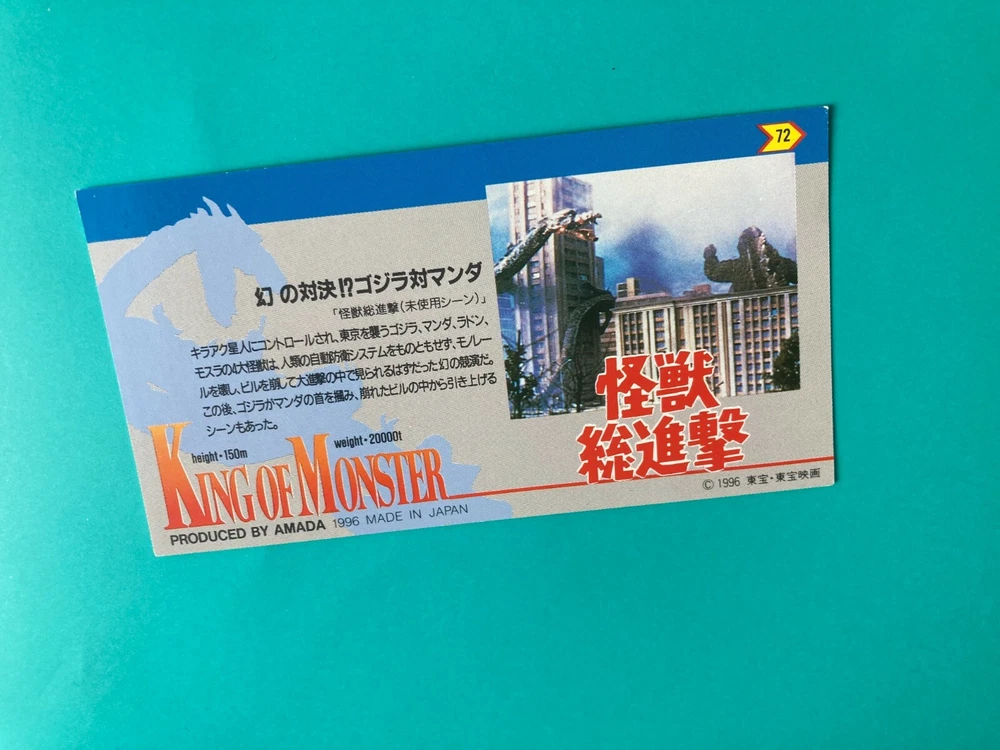 72
幻の対決!?ゴジラ対マンダ
「怪獣総進撃(未使用シーン)」
キラアク星人にコントロールされ、東京を襲うゴジラ、マンダ、ラドン、
モスラの4大怪獣は、人類の自動防衛システムをものともせず、モノレー
ルを壊し、ビルを崩して大進撃の中で見られるはずだった幻の競演だ。
この後、ゴジラがマンダの首を掴み、崩れたビルの中から引き上げる
シーンもあった。
height・150m
weight・20000t
KING OF MONSTER
PRODUCED BY AMADA 1996 MADE IN JAPAN
怪獣
総進撃
© 1996 東宝・東宝映画